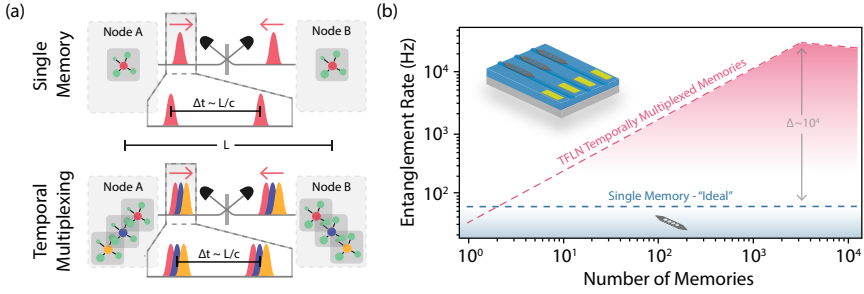 (a)
Single
Memory
Node A
Node B
Δt ~ L/c
L
Temporal
Multiplexing
Node A
Node B
Δt ~ L/c
(b)
Entanglement Rate (Hz)
10⁴
10³
10²
TFLN Temporally Multiplexed Memories
Δ~10⁴
Single Memory - "Ideal"
10⁰
10¹
10²
10³
10⁴
Number of Memories